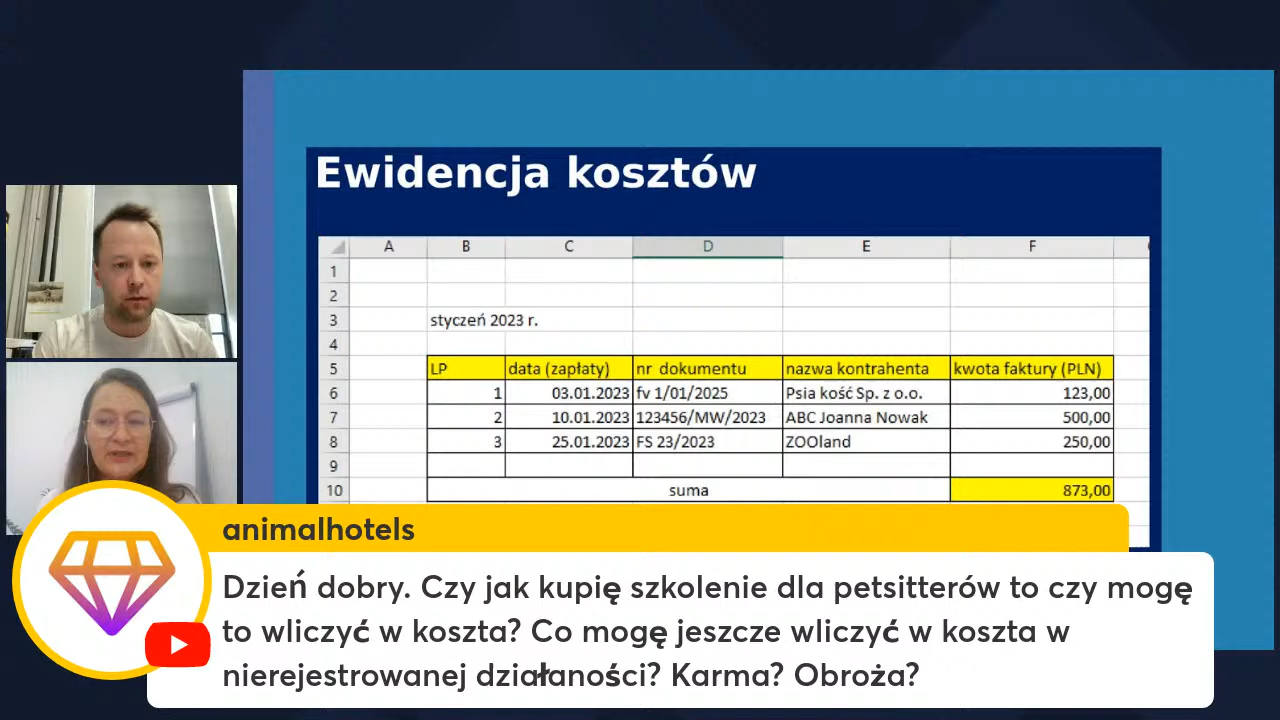 Ewidencja kosztów
A B C D E F
1
2
3 styczeń 2023 r.
4
5 LP data (zapłaty) nr dokumentu nazwa kontrahenta kwota faktury (PLN)
6 1 03.01.2023 fv 1/01/2025 Psia kość Sp. z o.o. 123,00
7 2 10.01.2023 123456/MW/2023 ABC Joanna Nowak 500,00
8 3 25.01.2023 FS 23/2023 ZOOland 250,00
9
10 suma 873,00
animalhotels
Dzień dobry. Czy jak kupię szkolenie dla petsitterów to czy mogę
to wliczyć w koszta? Co mogę jeszcze wliczyć w koszta w
nierejestrowanej działaności? Karma? Obroża?